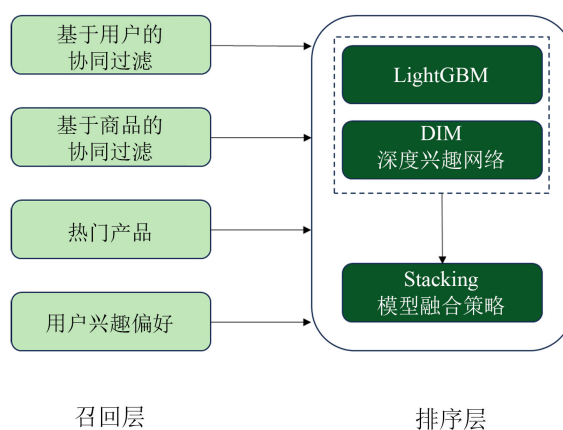 基于用户的
协同过滤
基于商品的
协同过滤
热门产品
用户兴趣偏好
召回层
LightGBM
DIM
深度兴趣网络
Stacking
模型融合策略
排序层